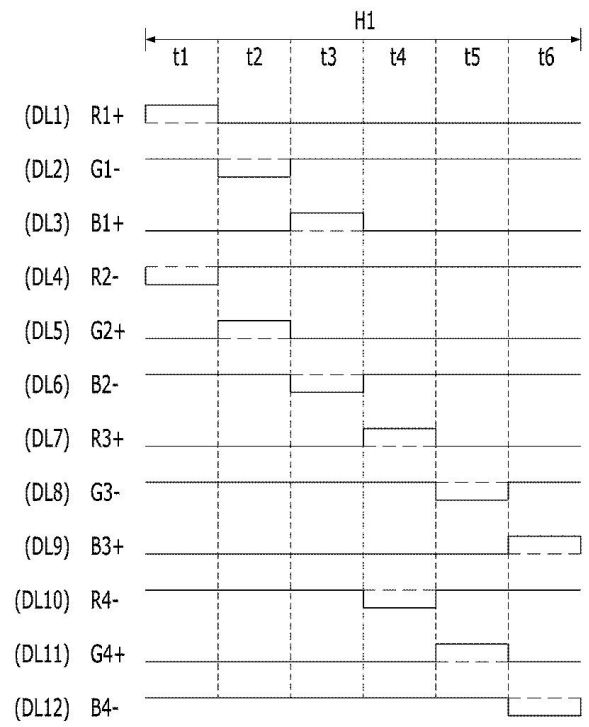 H1
t1 t2 t3 t4 t5 t6
(DL1) R1+
(DL2) G1-
(DL3) B1+
(DL4) R2-
(DL5) G2+
(DL6) B2-
(DL7) R3+
(DL8) G3-
(DL9) B3+
(DL10) R4-
(DL11) G4+
(DL12) B4-